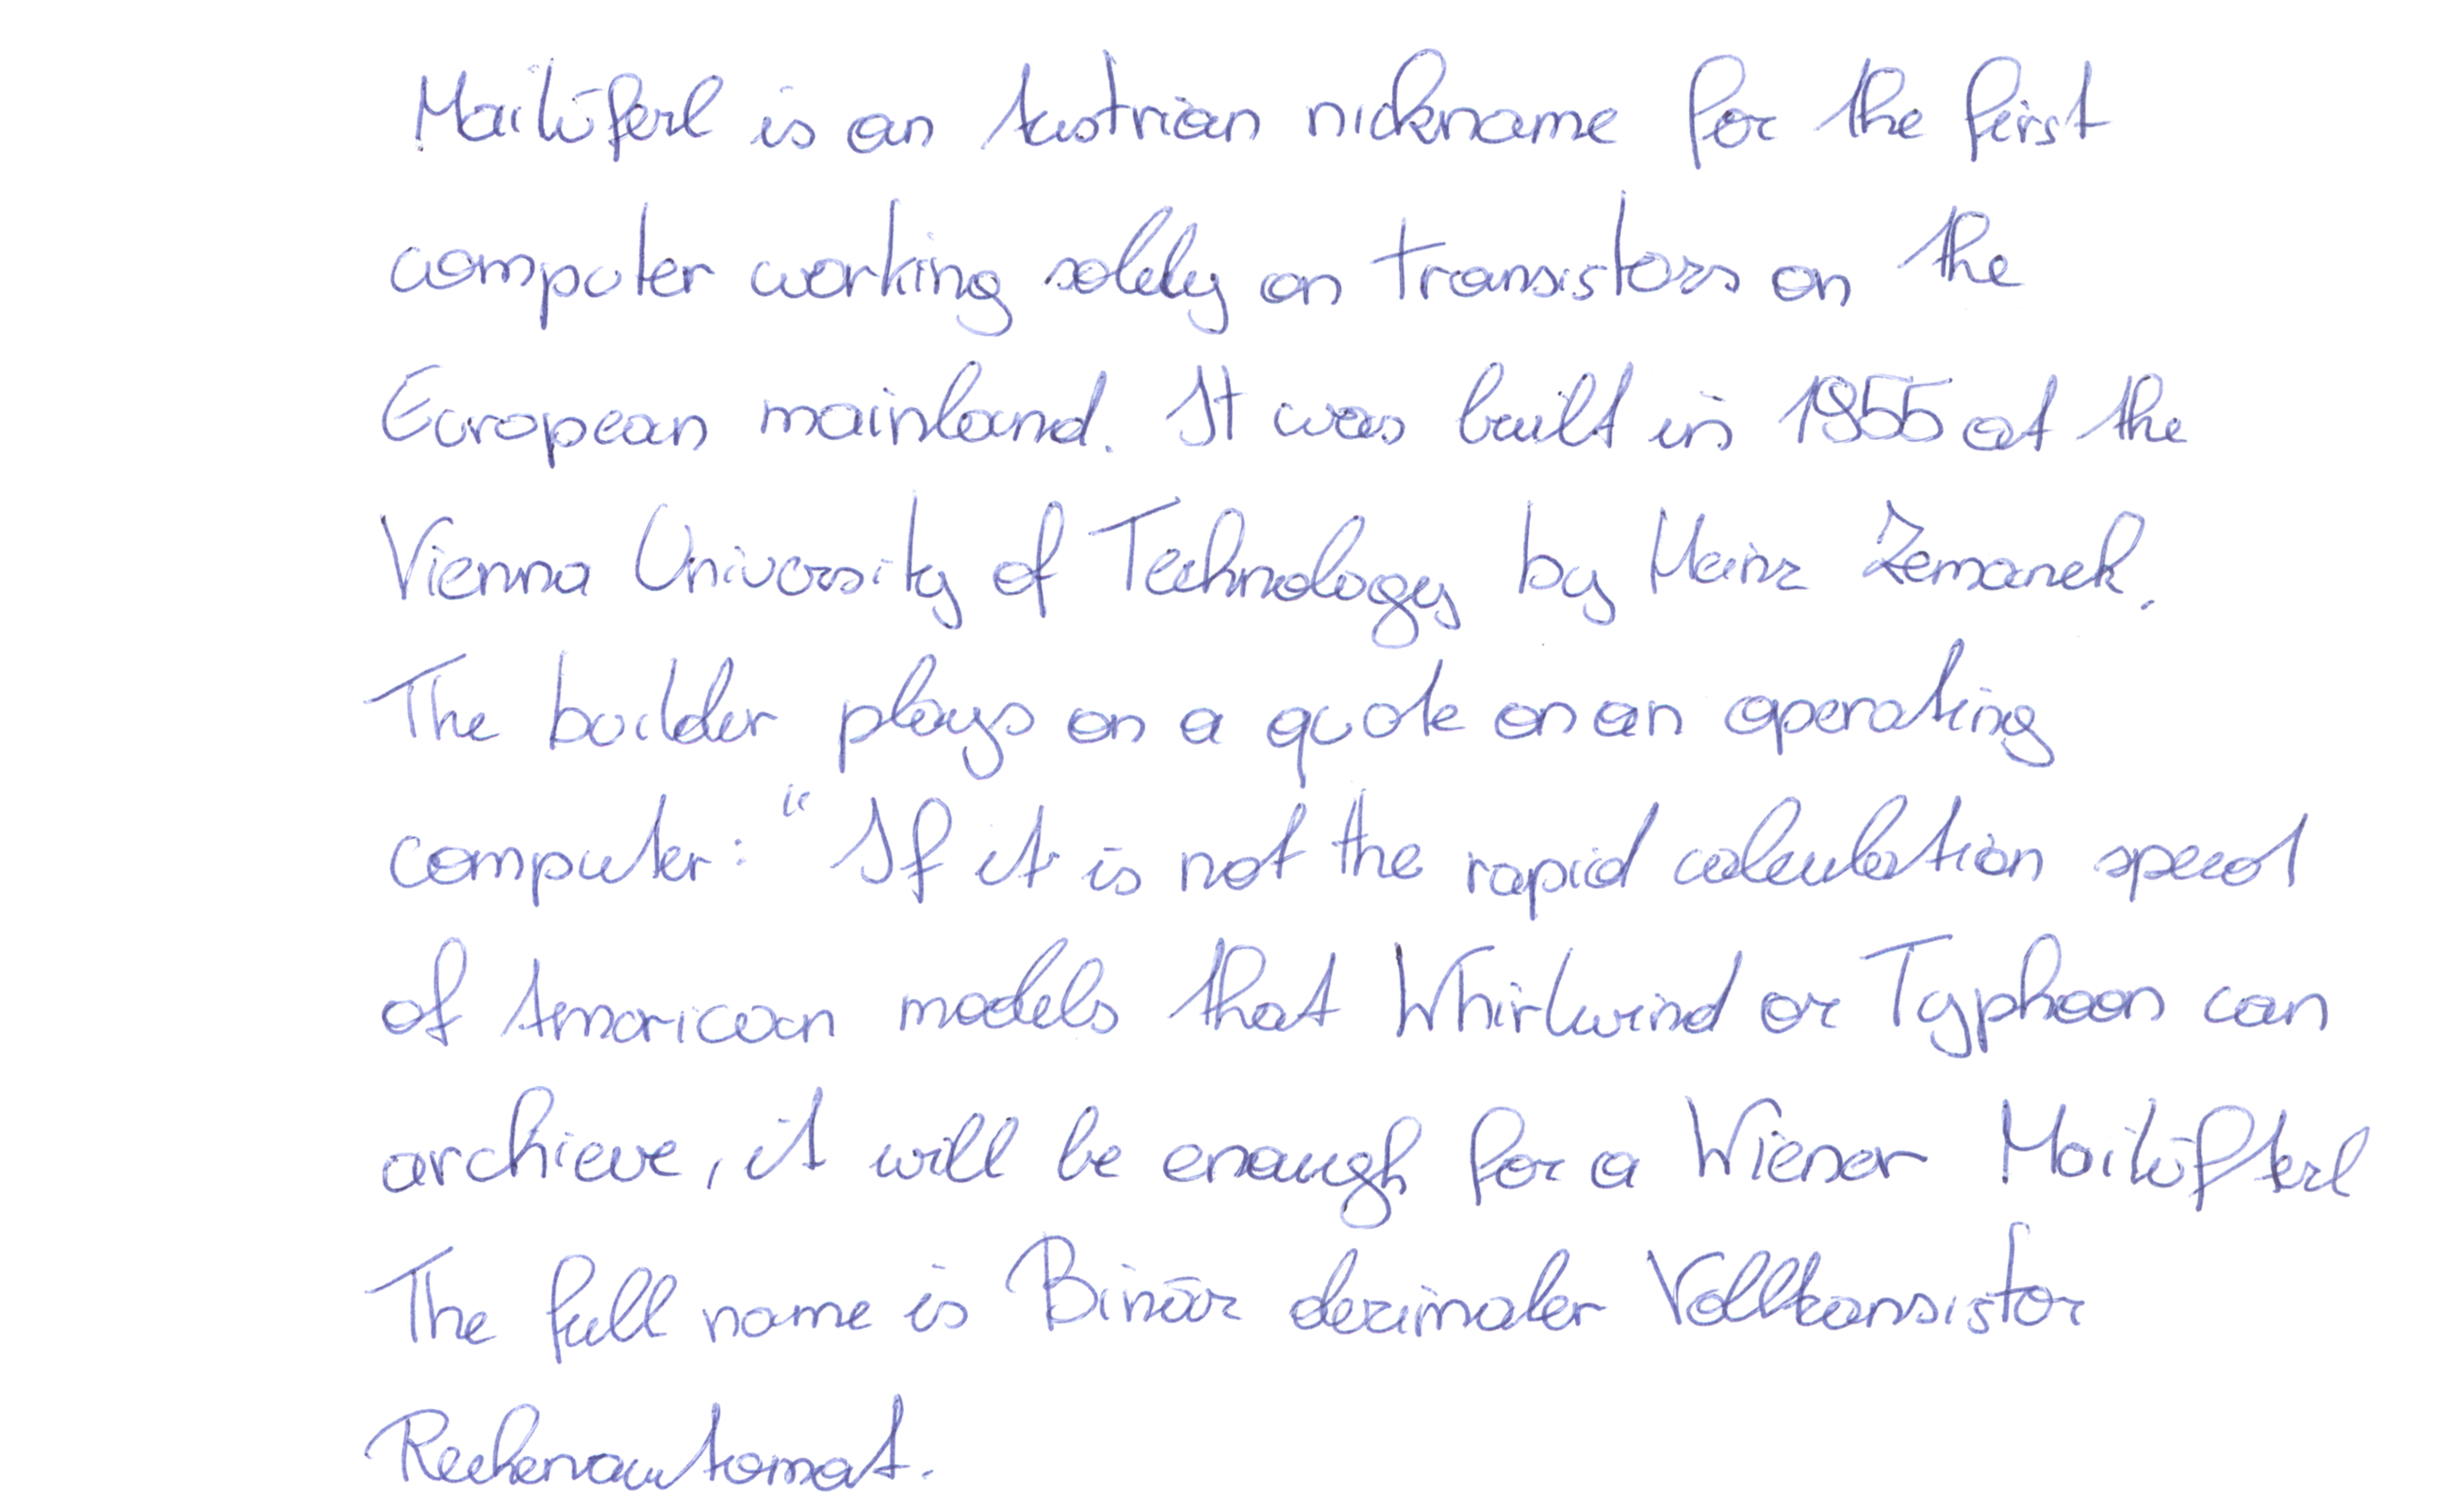 Mailüferl is an Austrian nickname for the first
computer working solely on transistors on the
European mainland. It was built in 1955 at the
Vienna University of Technology by Heinz Zemanek.
The builder plays on a quote on an operating
computer: "If it is not the rapid calculation speed
of American models that Whirlwind or Typhoon can
archieve, it will be enough for a Wiener Mailüfterl
The full name is Binär dezimaler Volltransistor
Rechenautomat.